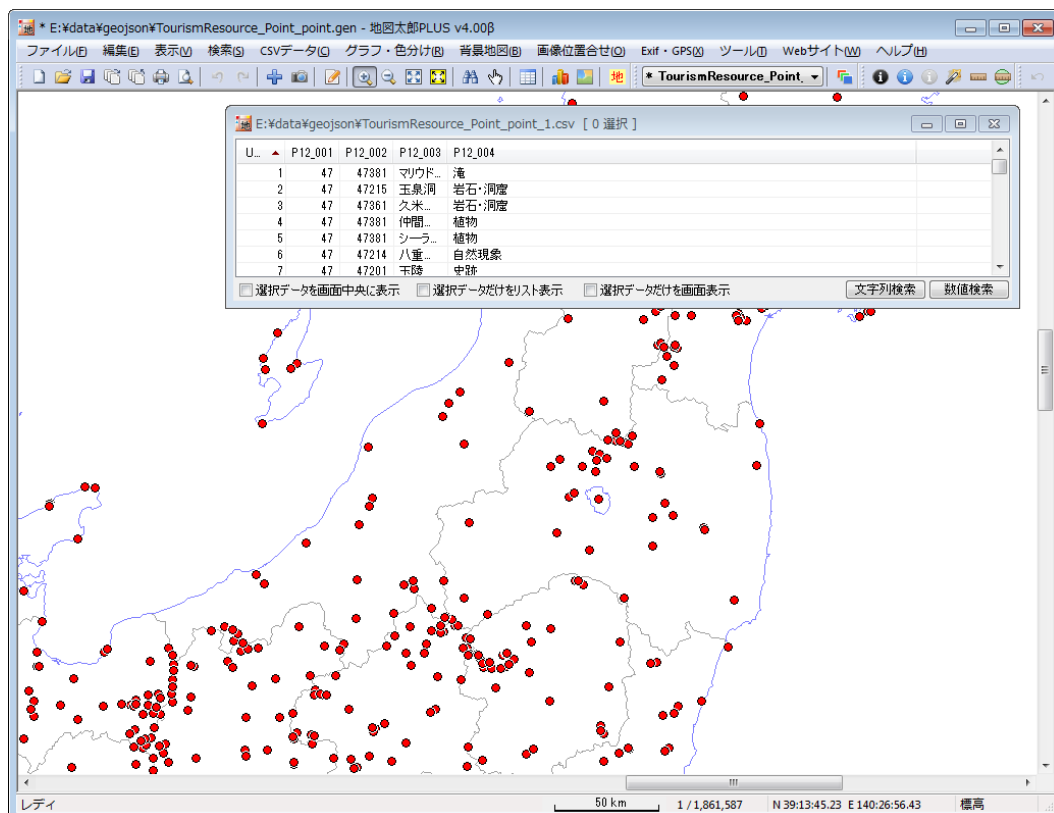 * E:¥data¥geojson¥TourismResource_Point_point.gen - 地図太郎PLUS v4.00β
ファイル(F) 編集(E) 表示(V) 検索(S) CSVデータ(C) グラフ・色分け(R) 背景地図(B) 画像位置合せ(O) Exif・GPS(X) ツール(T) Webサイト(W) ヘルプ(H)
地 * TourismResource_Point_
E:¥data¥geojson¥TourismResource_Point_point_1.csv [ 0 選択 ]
U... P12_001 P12_002 P12_003 P12_004
1 47 47381 マリウド... 滝
2 47 47215 玉泉洞 岩石・洞窟
3 47 47361 久米... 岩石・洞窟
4 47 47381 仲間... 植物
5 47 47381 シーラ... 植物
6 47 47214 八重... 自然現象
7 47 47201 玉陵 史跡
選択データを画面中央に表示 選択データだけをリスト表示 選択データだけを画面表示 文字列検索 数値検索
レディ 50 km 1 / 1,861,587 N 39:13:45.23 E 140:26:56.43 標高